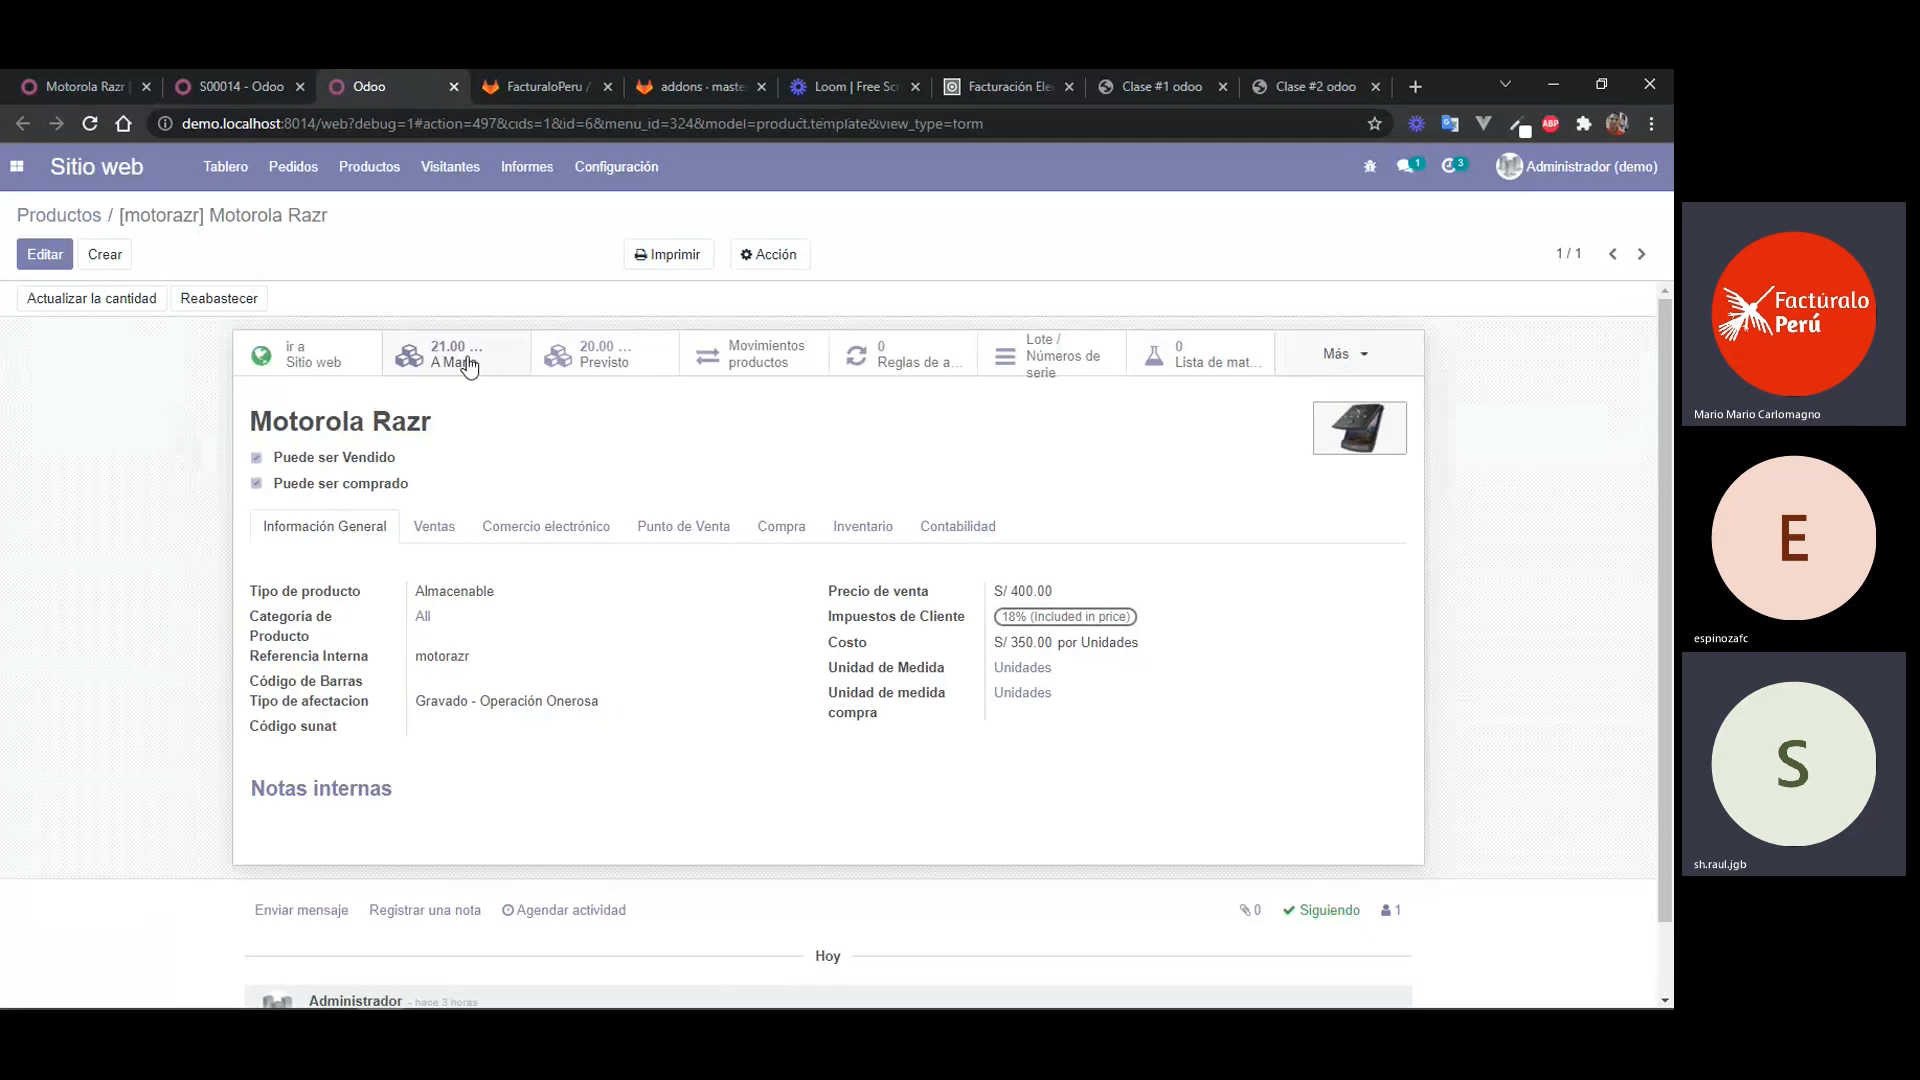 Motorola Razr
S00014 - Odoo
Odoo
FacturaloPeru /
addons · maste
Loom | Free Scr
Facturación Ele
Clase #1 odoo
Clase #2 odoo
demo.localhost:8014/web?debug=1#action=497&cids=1&id=6&menu_id=324&model=product.template&view_type=form
ABP
Sitio web
Tablero
Pedidos
Productos
Visitantes
Informes
Configuración
1
3
Administrador (demo)
Productos / [motorazr] Motorola Razr
Editar
Crear
Imprimir
Acción
1 / 1
Actualizar la cantidad
Reabastecer
ir a
Sitio web
21.00 ...
A
20.00 ...
Previsto
Movimientos
productos
0
Reglas de a...
Lote /
Números de
serie
0
Lista de mat...
Más
Motorola Razr
Puede ser Vendido
Puede ser comprado
Información General
Ventas
Comercio electrónico
Punto de Venta
Compra
Inventario
Contabilidad
Tipo de producto
Almacenable
Categoría de
Producto
All
Referencia Interna
motorazr
Código de Barras
Tipo de afectacion
Gravado - Operación Onerosa
Código sunat
Precio de venta
S/ 400.00
Impuestos de Cliente
18% (Included in price)
Costo
S/ 350.00 por Unidades
Unidad de Medida
Unidades
Unidad de medida
compra
Unidades
Notas internas
Enviar mensaje
Registrar una nota
Agendar actividad
0
Siguiendo
1
Hoy
Administrador - hace 3 horas
Factúralo
Perú
Mario Mario Carlomagno
E
espinozafc
S
sh.raul.jgb